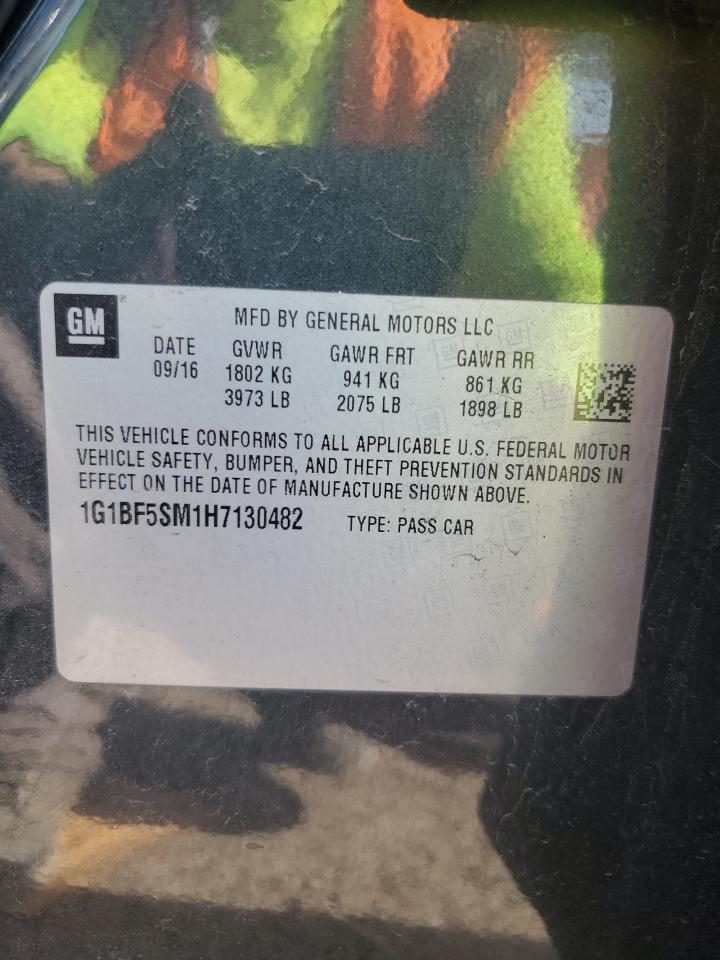 GM ®
MFD BY GENERAL MOTORS LLC
DATE GVWR GAWR FRT GAWR RR
09/16 1802 KG 941 KG 861 KG
3973 LB 2075 LB 1898 LB
THIS VEHICLE CONFORMS TO ALL APPLICABLE U.S. FEDERAL MOTOR
VEHICLE SAFETY, BUMPER, AND THEFT PREVENTION STANDARDS IN
EFFECT ON THE DATE OF MANUFACTURE SHOWN ABOVE.
1G1BF5SM1H7130482 TYPE: PASS CAR